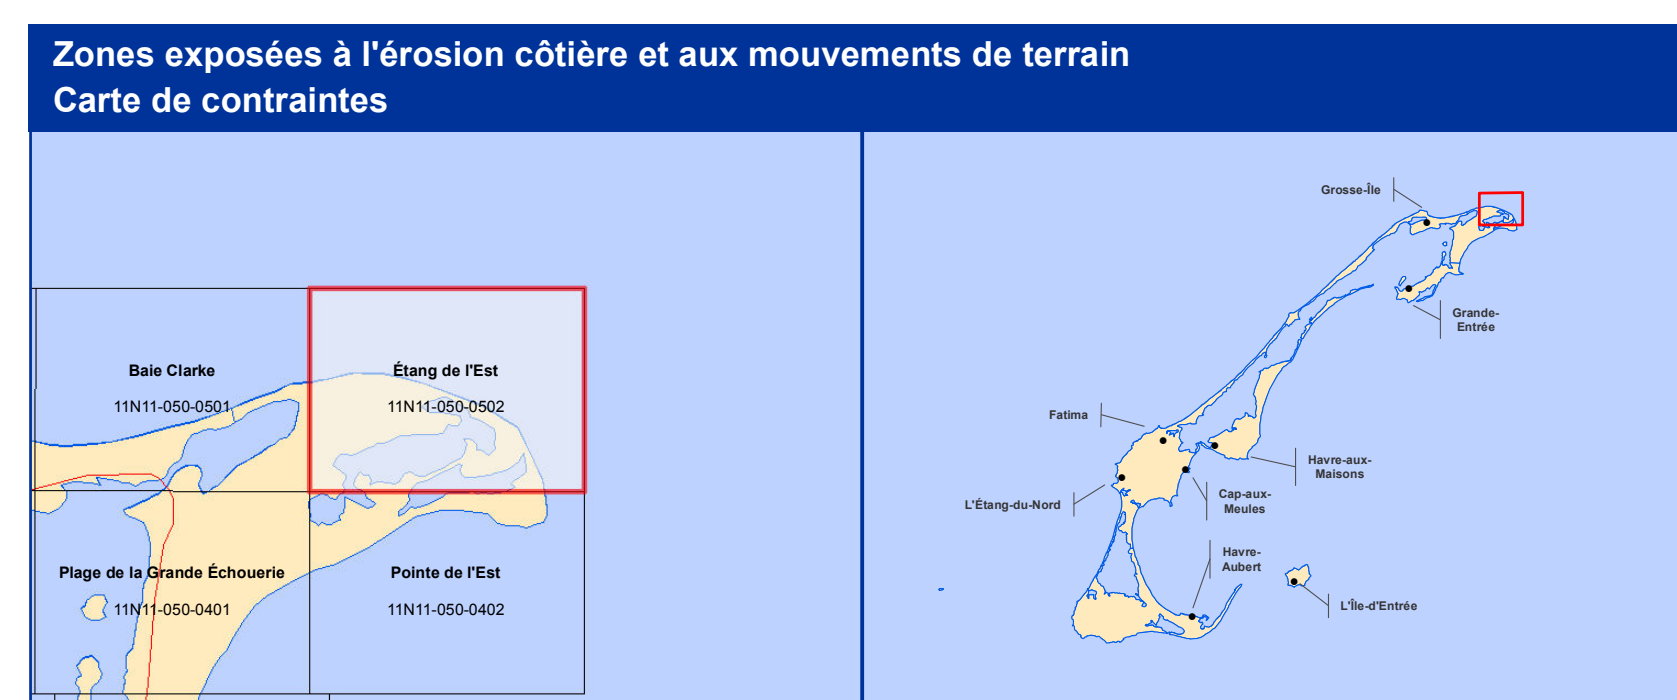 Zones exposées à l'érosion côtière et aux mouvements de terrain
Carte de contraintes
Baie Clarke
11N11-050-0501
Étang de l'Est
11N11-050-0502
Plage de la Grande Échouerie
11N11-050-0401
Pointe de l'Est
11N11-050-0402
Grosse-Île
Grande-
Entrée
Fatima
Havre-aux-
Maisons
L'Étang-du-Nord
Cap-aux-
Meules
Havre-
Aubert
L'Île-d'Entrée